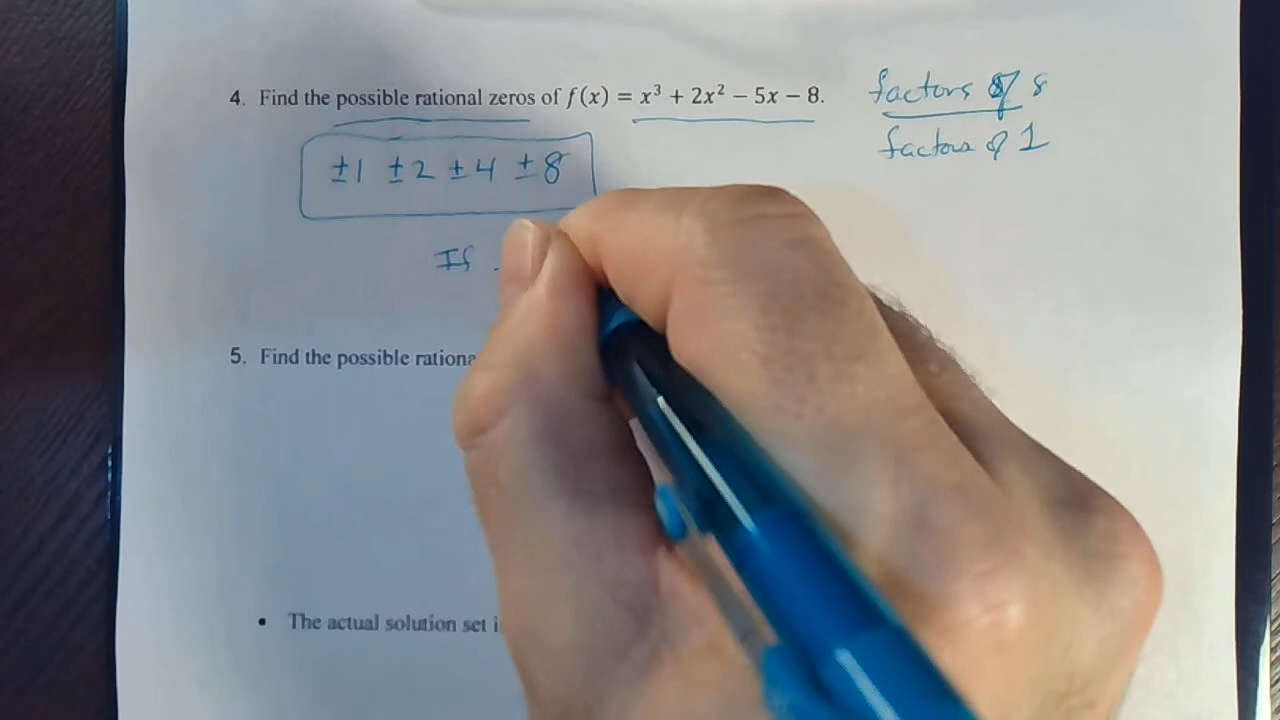 4. Find the possible rational zeros of f(x) = x³ + 2x² − 5x − 8.
factors of 8
factors of 1
±1 ±2 ±4 ±8
If
5. Find the possible rationa
• The actual solution set i